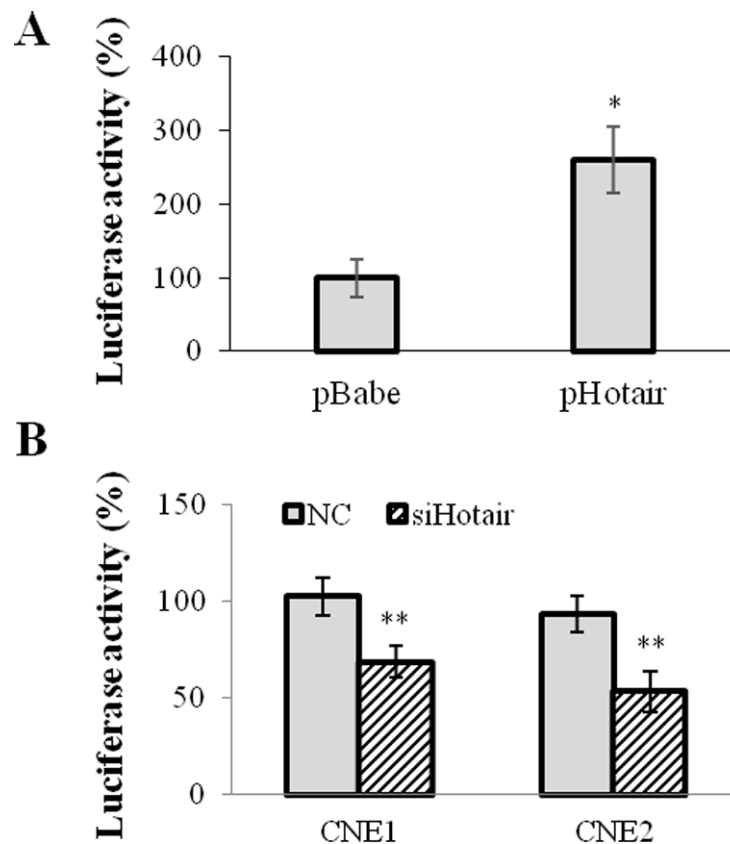 A
Luciferase activity (%)
400
300
200
100
0
*
pBabe
pHotair
B
Luciferase activity (%)
150
100
50
0
NC
siHotair
**
**
CNE1
CNE2